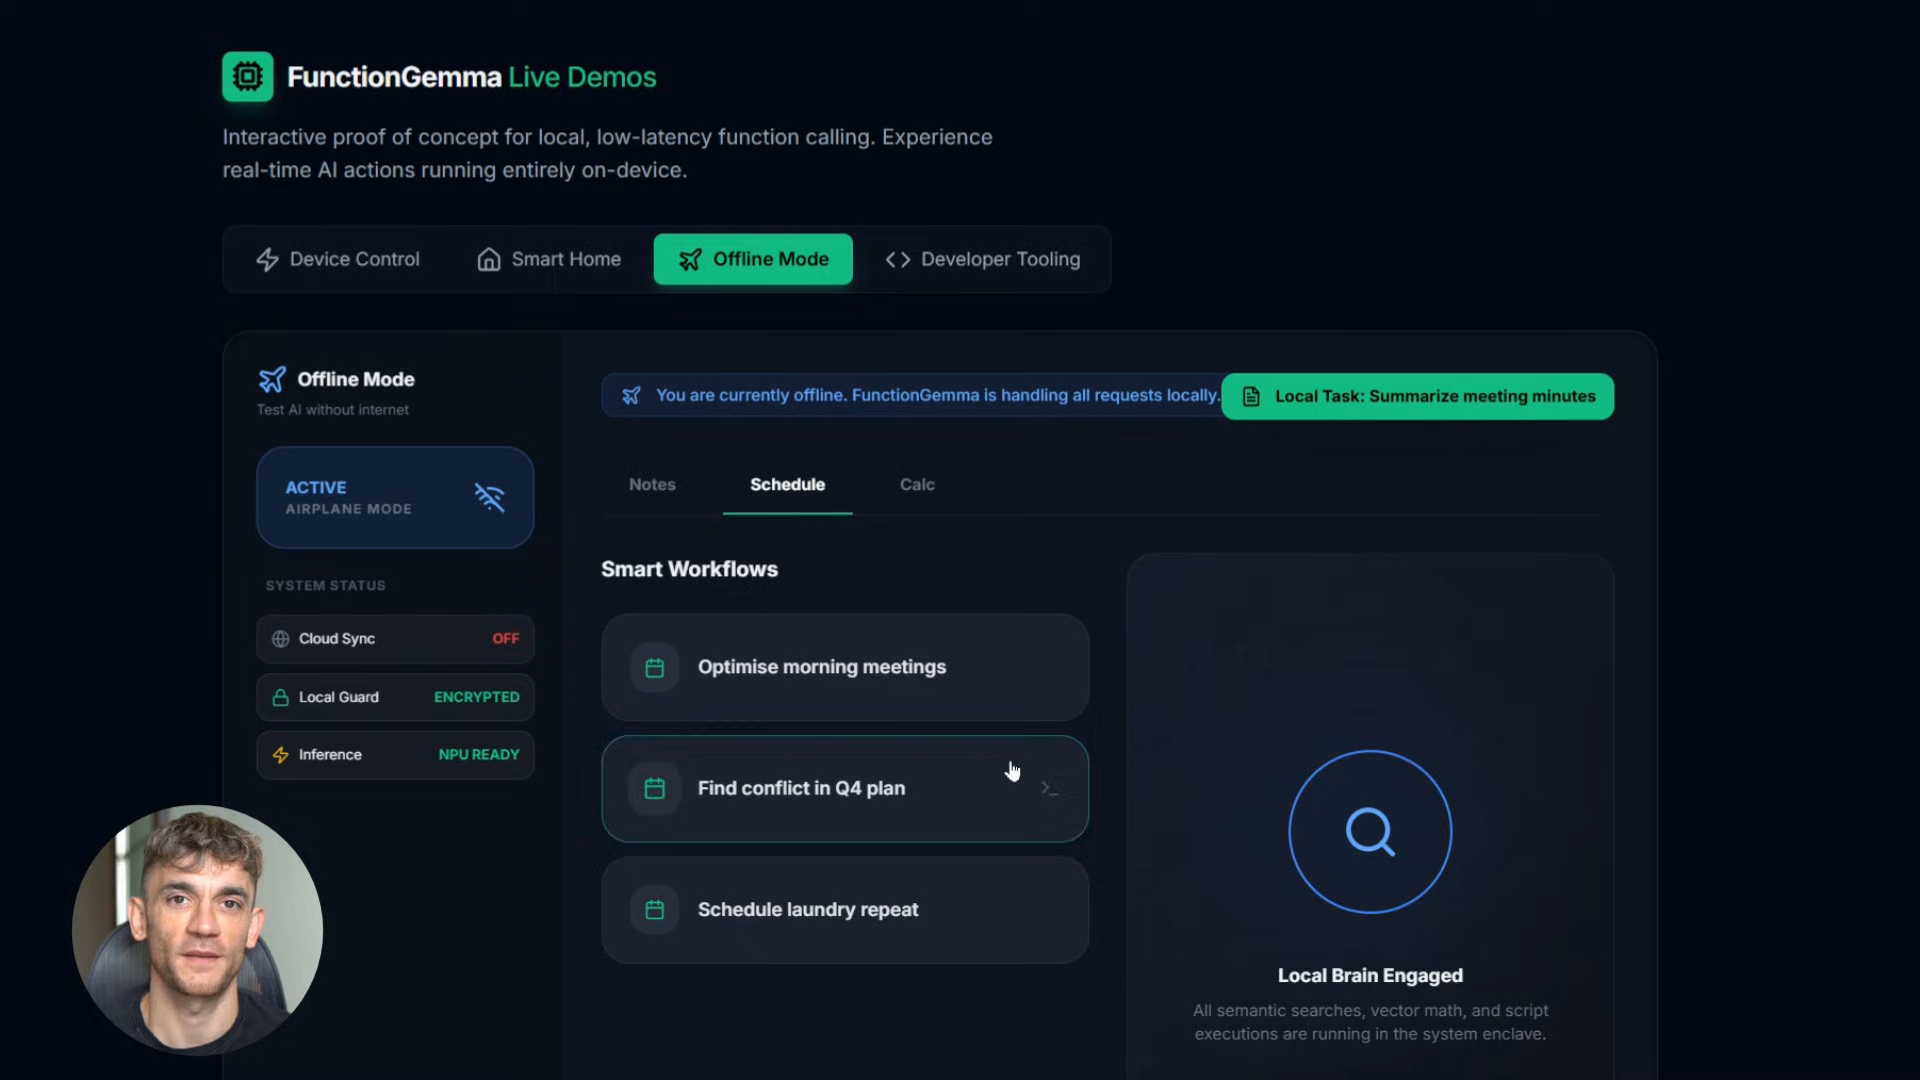 FunctionGemma Live Demos
Interactive proof of concept for local, low-latency function calling. Experience
real-time AI actions running entirely on-device.
Device Control
Smart Home
Offline Mode
Developer Tooling
Offline Mode
Test AI without internet
ACTIVE
AIRPLANE MODE
SYSTEM STATUS
Cloud Sync OFF
Local Guard ENCRYPTED
Inference NPU READY
You are currently offline. FunctionGemma is handling all requests locally.
Local Task: Summarize meeting minutes
Notes
Schedule
Calc
Smart Workflows
Optimise morning meetings
Find conflict in Q4 plan
Schedule laundry repeat
Local Brain Engaged
All semantic searches, vector math, and script
executions are running in the system enclave.